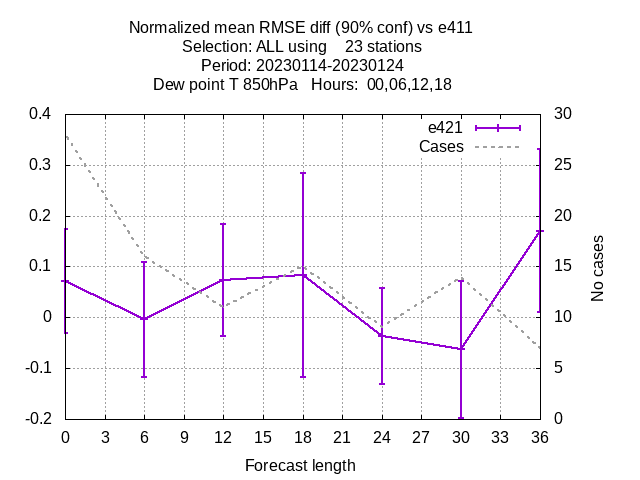 Normalized mean RMSE diff (90% conf) vs e411
Selection: ALL using    23 stations
Period: 20230114-20230124
Dew point T 850hPa   Hours:  00,06,12,18
e421
Cases
0.4
0.3
0.2
0.1
0
-0.1
-0.2
30
25
20
15
10
5
0
No cases
0 3 6 9 12 15 18 21 24 27 30 33 36
Forecast length